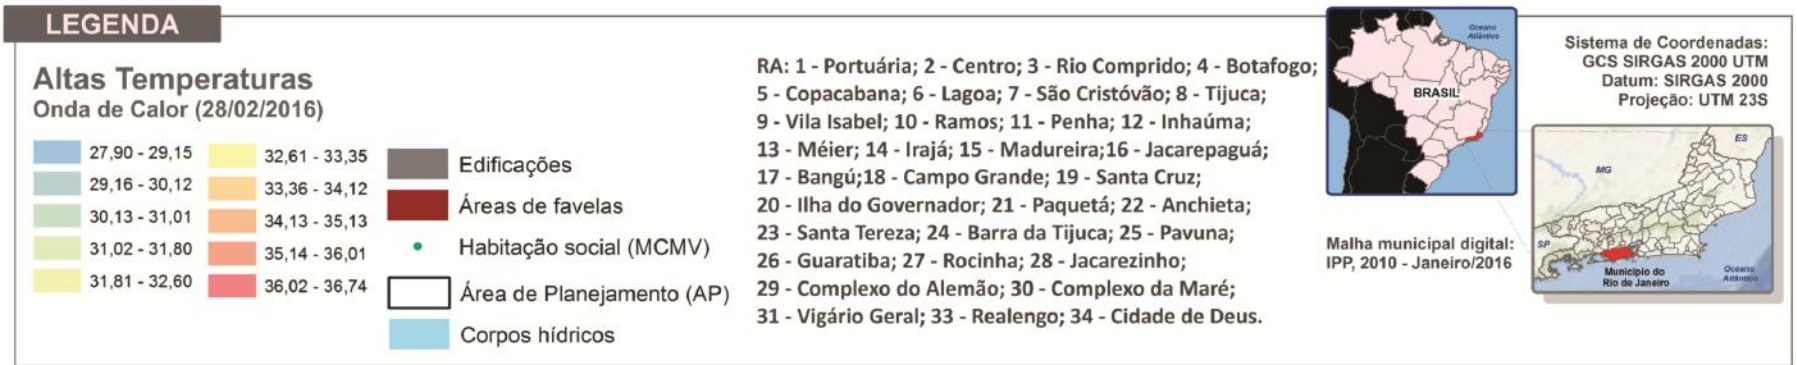 LEGENDA
Altas Temperaturas
Onda de Calor (28/02/2016)
27,90 - 29,15
29,16 - 30,12
30,13 - 31,01
31,02 - 31,80
31,81 - 32,60
32,61 - 33,35
33,36 - 34,12
34,13 - 35,13
35,14 - 36,01
36,02 - 36,74
Edificações
Áreas de favelas
Habitação social (MCMV)
Área de Planejamento (AP)
Corpos hídricos
RA: 1 - Portuária; 2 - Centro; 3 - Rio Comprido; 4 - Botafogo;
5 - Copacabana; 6 - Lagoa; 7 - São Cristóvão; 8 - Tijuca;
9 - Vila Isabel; 10 - Ramos; 11 - Penha; 12 - Inhaúma;
13 - Méier; 14 - Irajá; 15 - Madureira;16 - Jacarepaguá;
17 - Bangú;18 - Campo Grande; 19 - Santa Cruz;
20 - Ilha do Governador; 21 - Paquetá; 22 - Anchieta;
23 - Santa Tereza; 24 - Barra da Tijuca; 25 - Pavuna;
26 - Guaratiba; 27 - Rocinha; 28 - Jacarezinho;
29 - Complexo do Alemão; 30 - Complexo da Maré;
31 - Vigário Geral; 33 - Realengo; 34 - Cidade de Deus.
Oceano
Atlântico
BRASIL
Sistema de Coordenadas:
GCS SIRGAS 2000 UTM
Datum: SIRGAS 2000
Projeção: UTM 23S
Malha municipal digital:
IPP, 2010 - Janeiro/2016
ES
MG
SP
Município do
Rio de Janeiro
Oceano
Atlântico